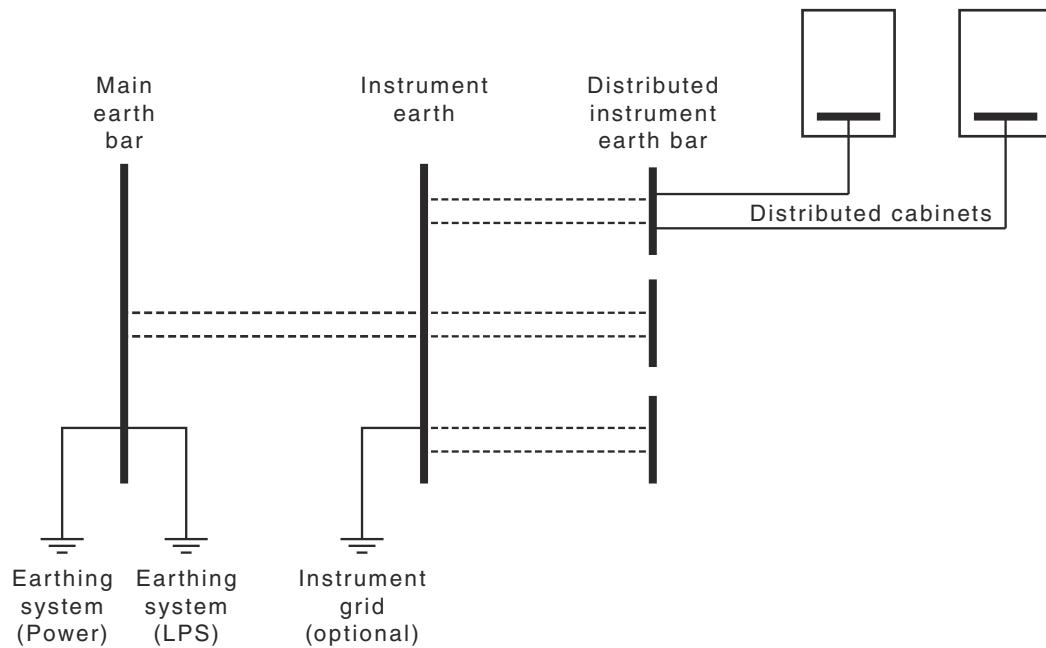 Main
earth
bar
Instrument
earth
Distributed
instrument
earth bar
Distributed cabinets
Earthing
system
(Power)
Earthing
system
(LPS)
Instrument
grid
(optional)